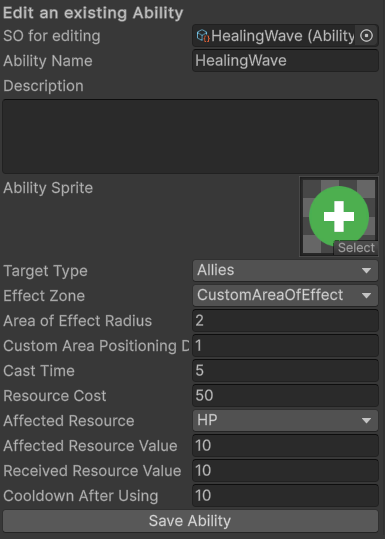 Edit an existing Ability
SO for editing HealingWave (Ability
Ability Name HealingWave
Description
Ability Sprite
Select
Target Type Allies
Effect Zone CustomAreaOfEffect
Area of Effect Radius 2
Custom Area Positioning D 1
Cast Time 5
Resource Cost 50
Affected Resource HP
Affected Resource Value 10
Received Resource Value 10
Cooldown After Using 10
Save Ability